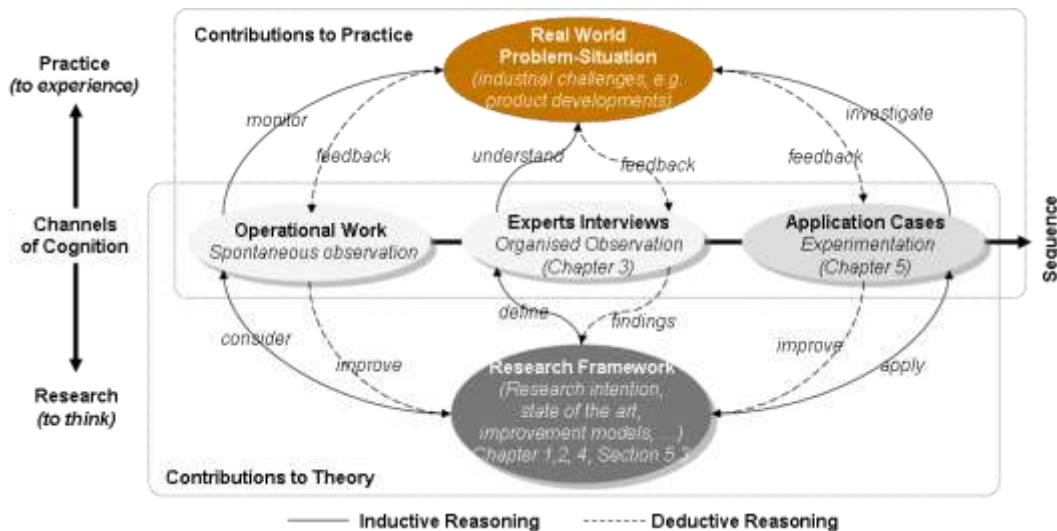 Contributions to Practice
Real World
Problem-Situation
(industrial challenges, e.g.
product developments)
Practice
(to experience)
monitor
feedback
understand
feedback
feedback
investigate
Channels
of Cognition
Operational Work
Spontaneous observation
Experts Interviews
Organised Observation
(Chapter 3)
Application Cases
Experimentation
(Chapter 5)
Sequence
consider
improve
define
findings
improve
apply
Research
(to think)
Research Framework
(Research intention,
state of the art,
improvement models, ...)
Chapter 1,2, 4, Section 5.3
Contributions to Theory
Inductive Reasoning
Deductive Reasoning